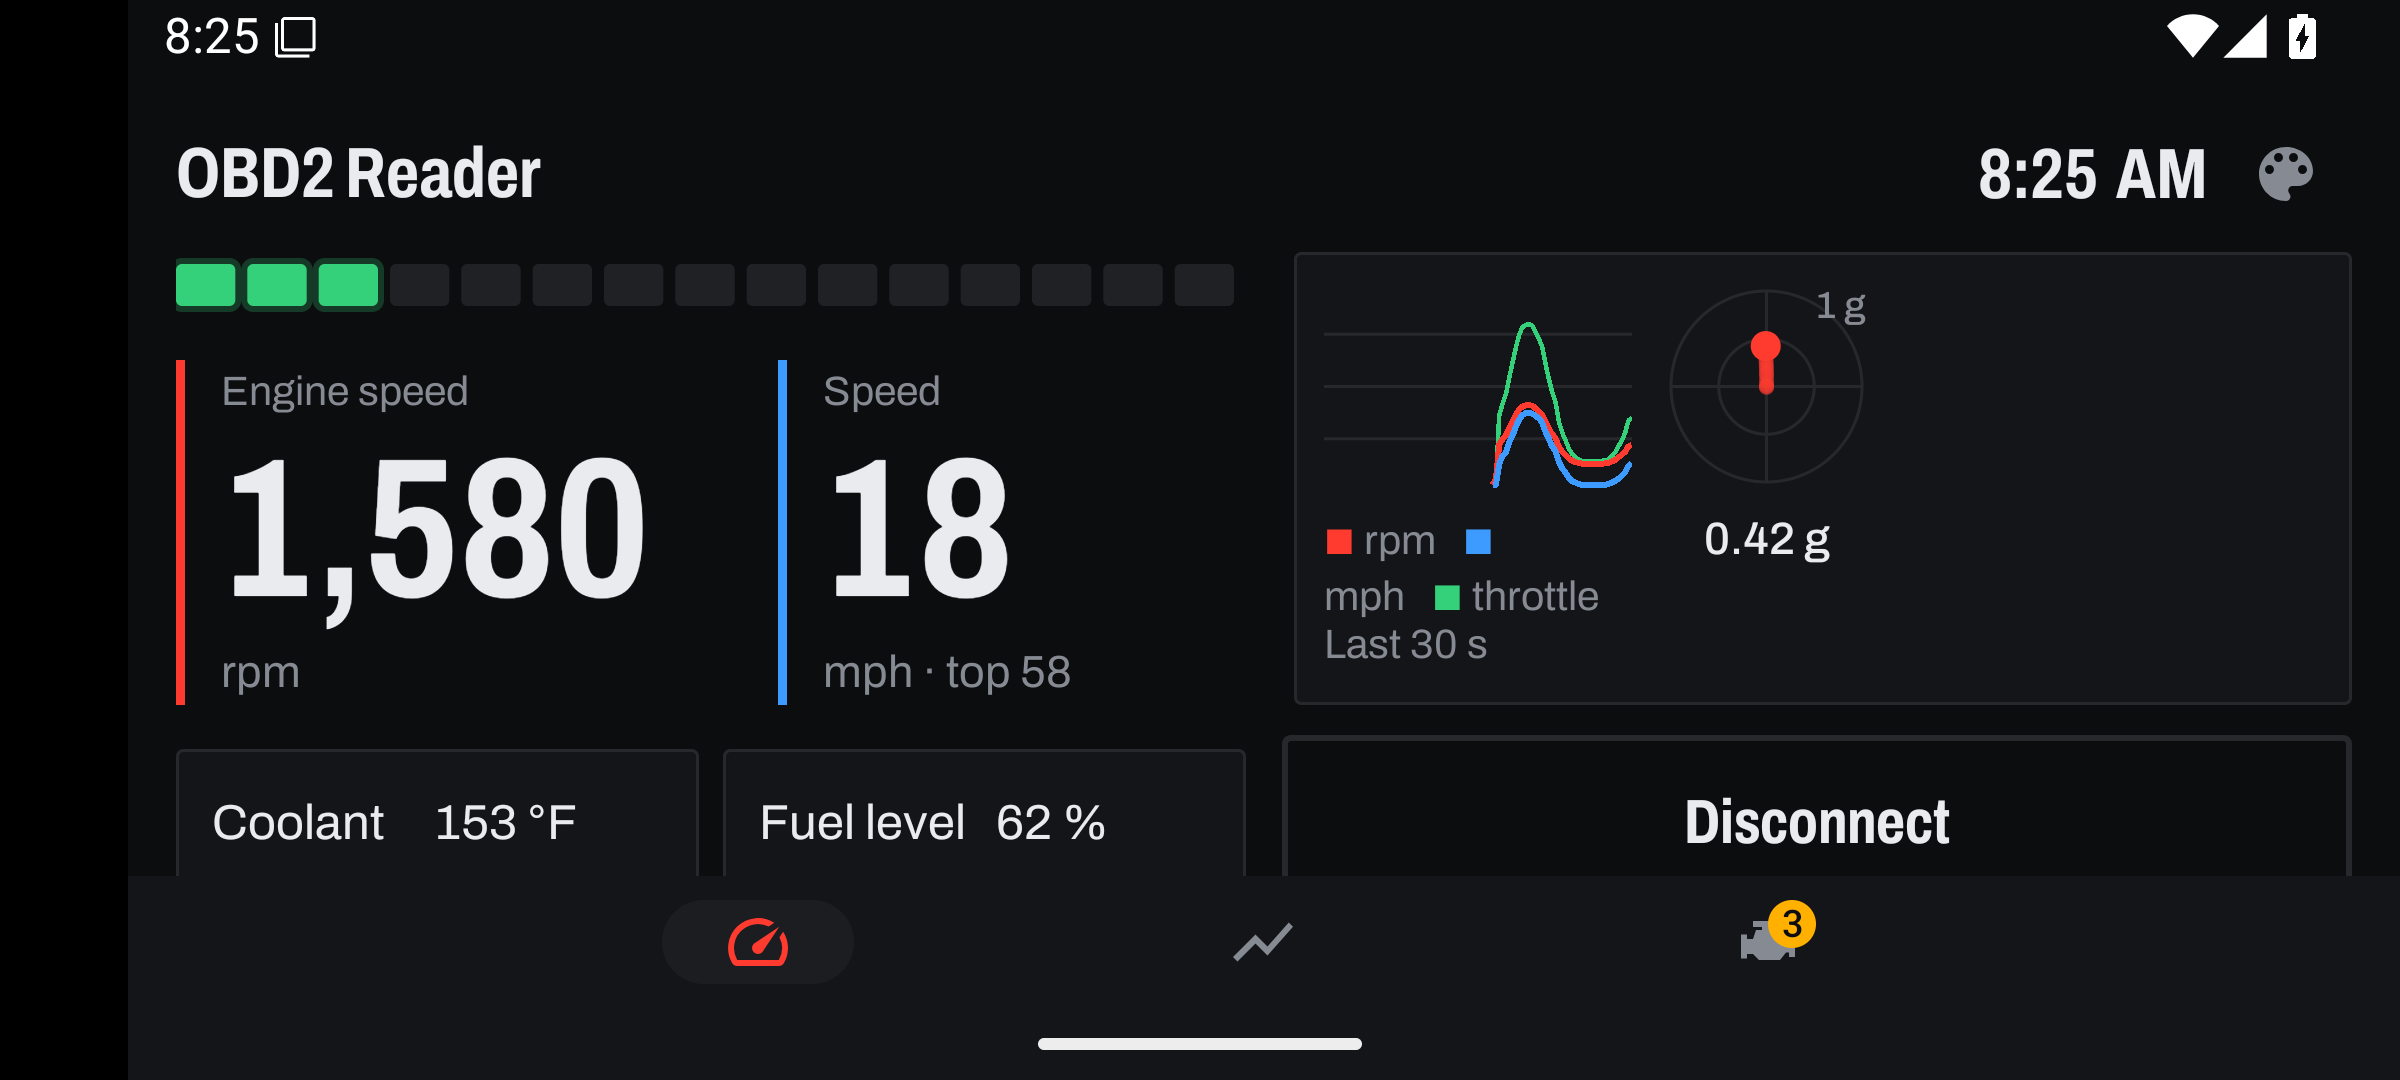 8:25
OBD2 Reader
8:25 AM
Engine speed
1,580
rpm
Speed
18
mph · top 58
1 g
0.42 g
rpm
mph throttle
Last 30 s
Coolant 153 °F
Fuel level 62 %
Disconnect
3